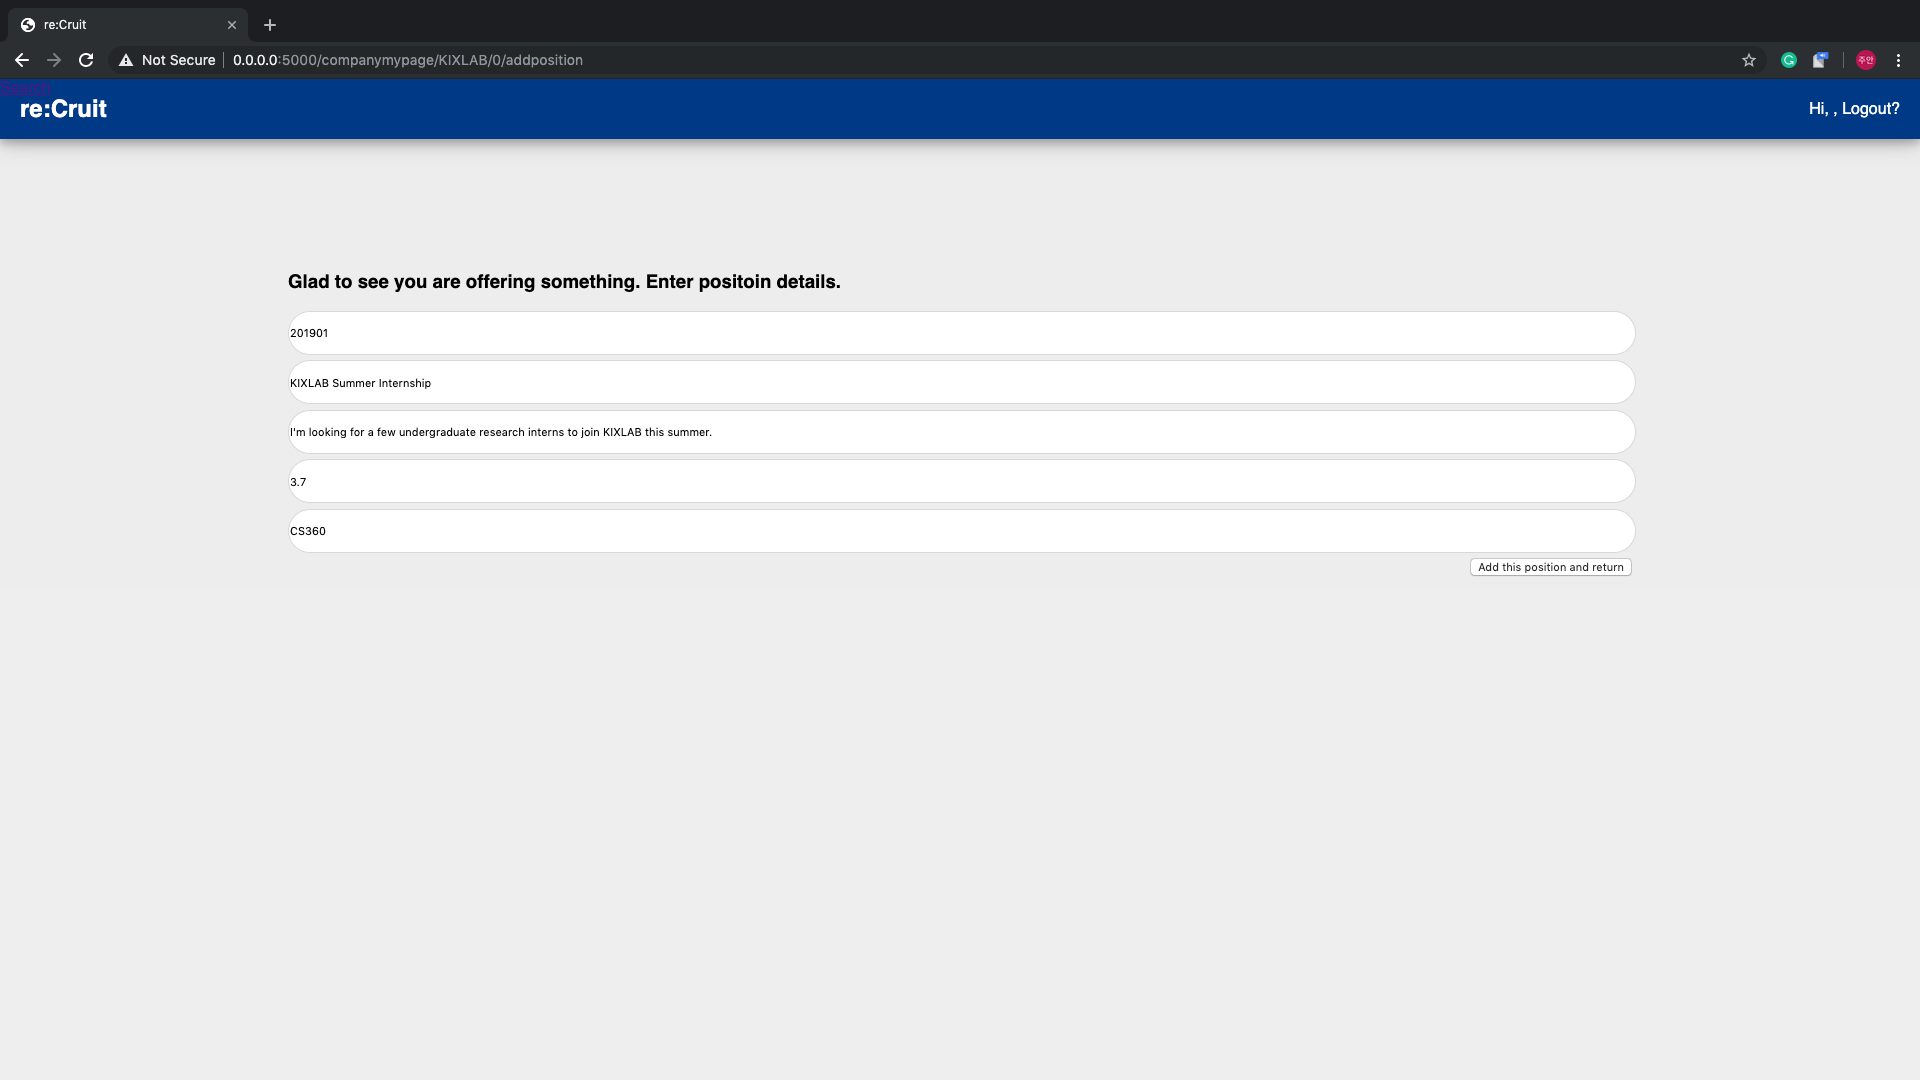 re:Cruit
Not Secure 0.0.0.0:5000/companymypage/KIXLAB/0/addposition
주안
Search
re:Cruit
Hi, , Logout?
Glad to see you are offering something. Enter positoin details.
201901
KIXLAB Summer Internship
I'm looking for a few undergraduate research interns to join KIXLAB this summer.
3.7
CS360
Add this position and return